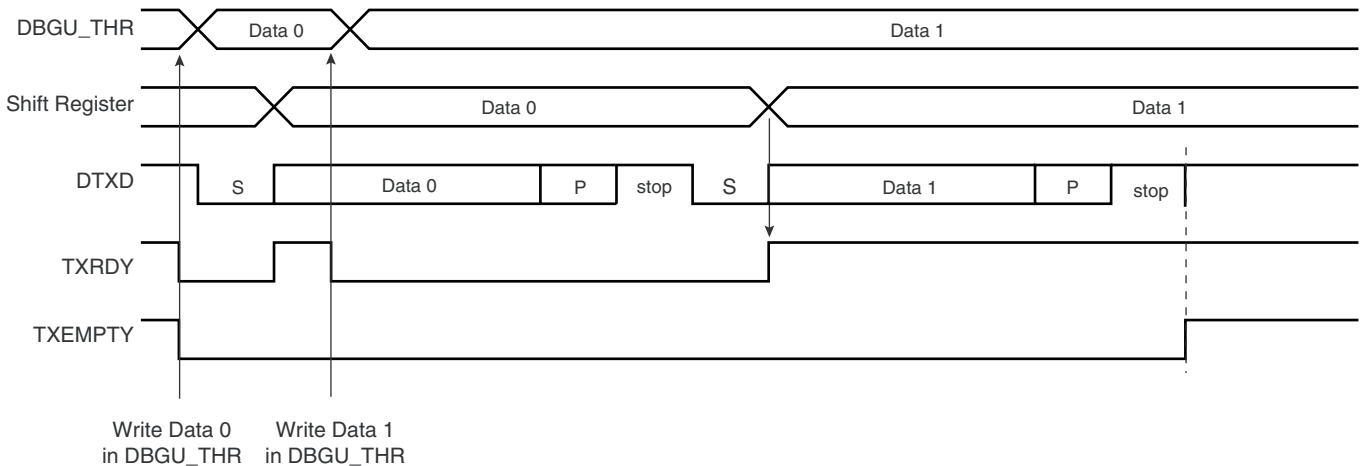 DBGU_THR Data 0 Data 1
Shift Register Data 0 Data 1
DTXD S Data 0 P stop S Data 1 P stop
TXRDY
TXEMPTY
Write Data 0
in DBGU_THR
Write Data 1
in DBGU_THR